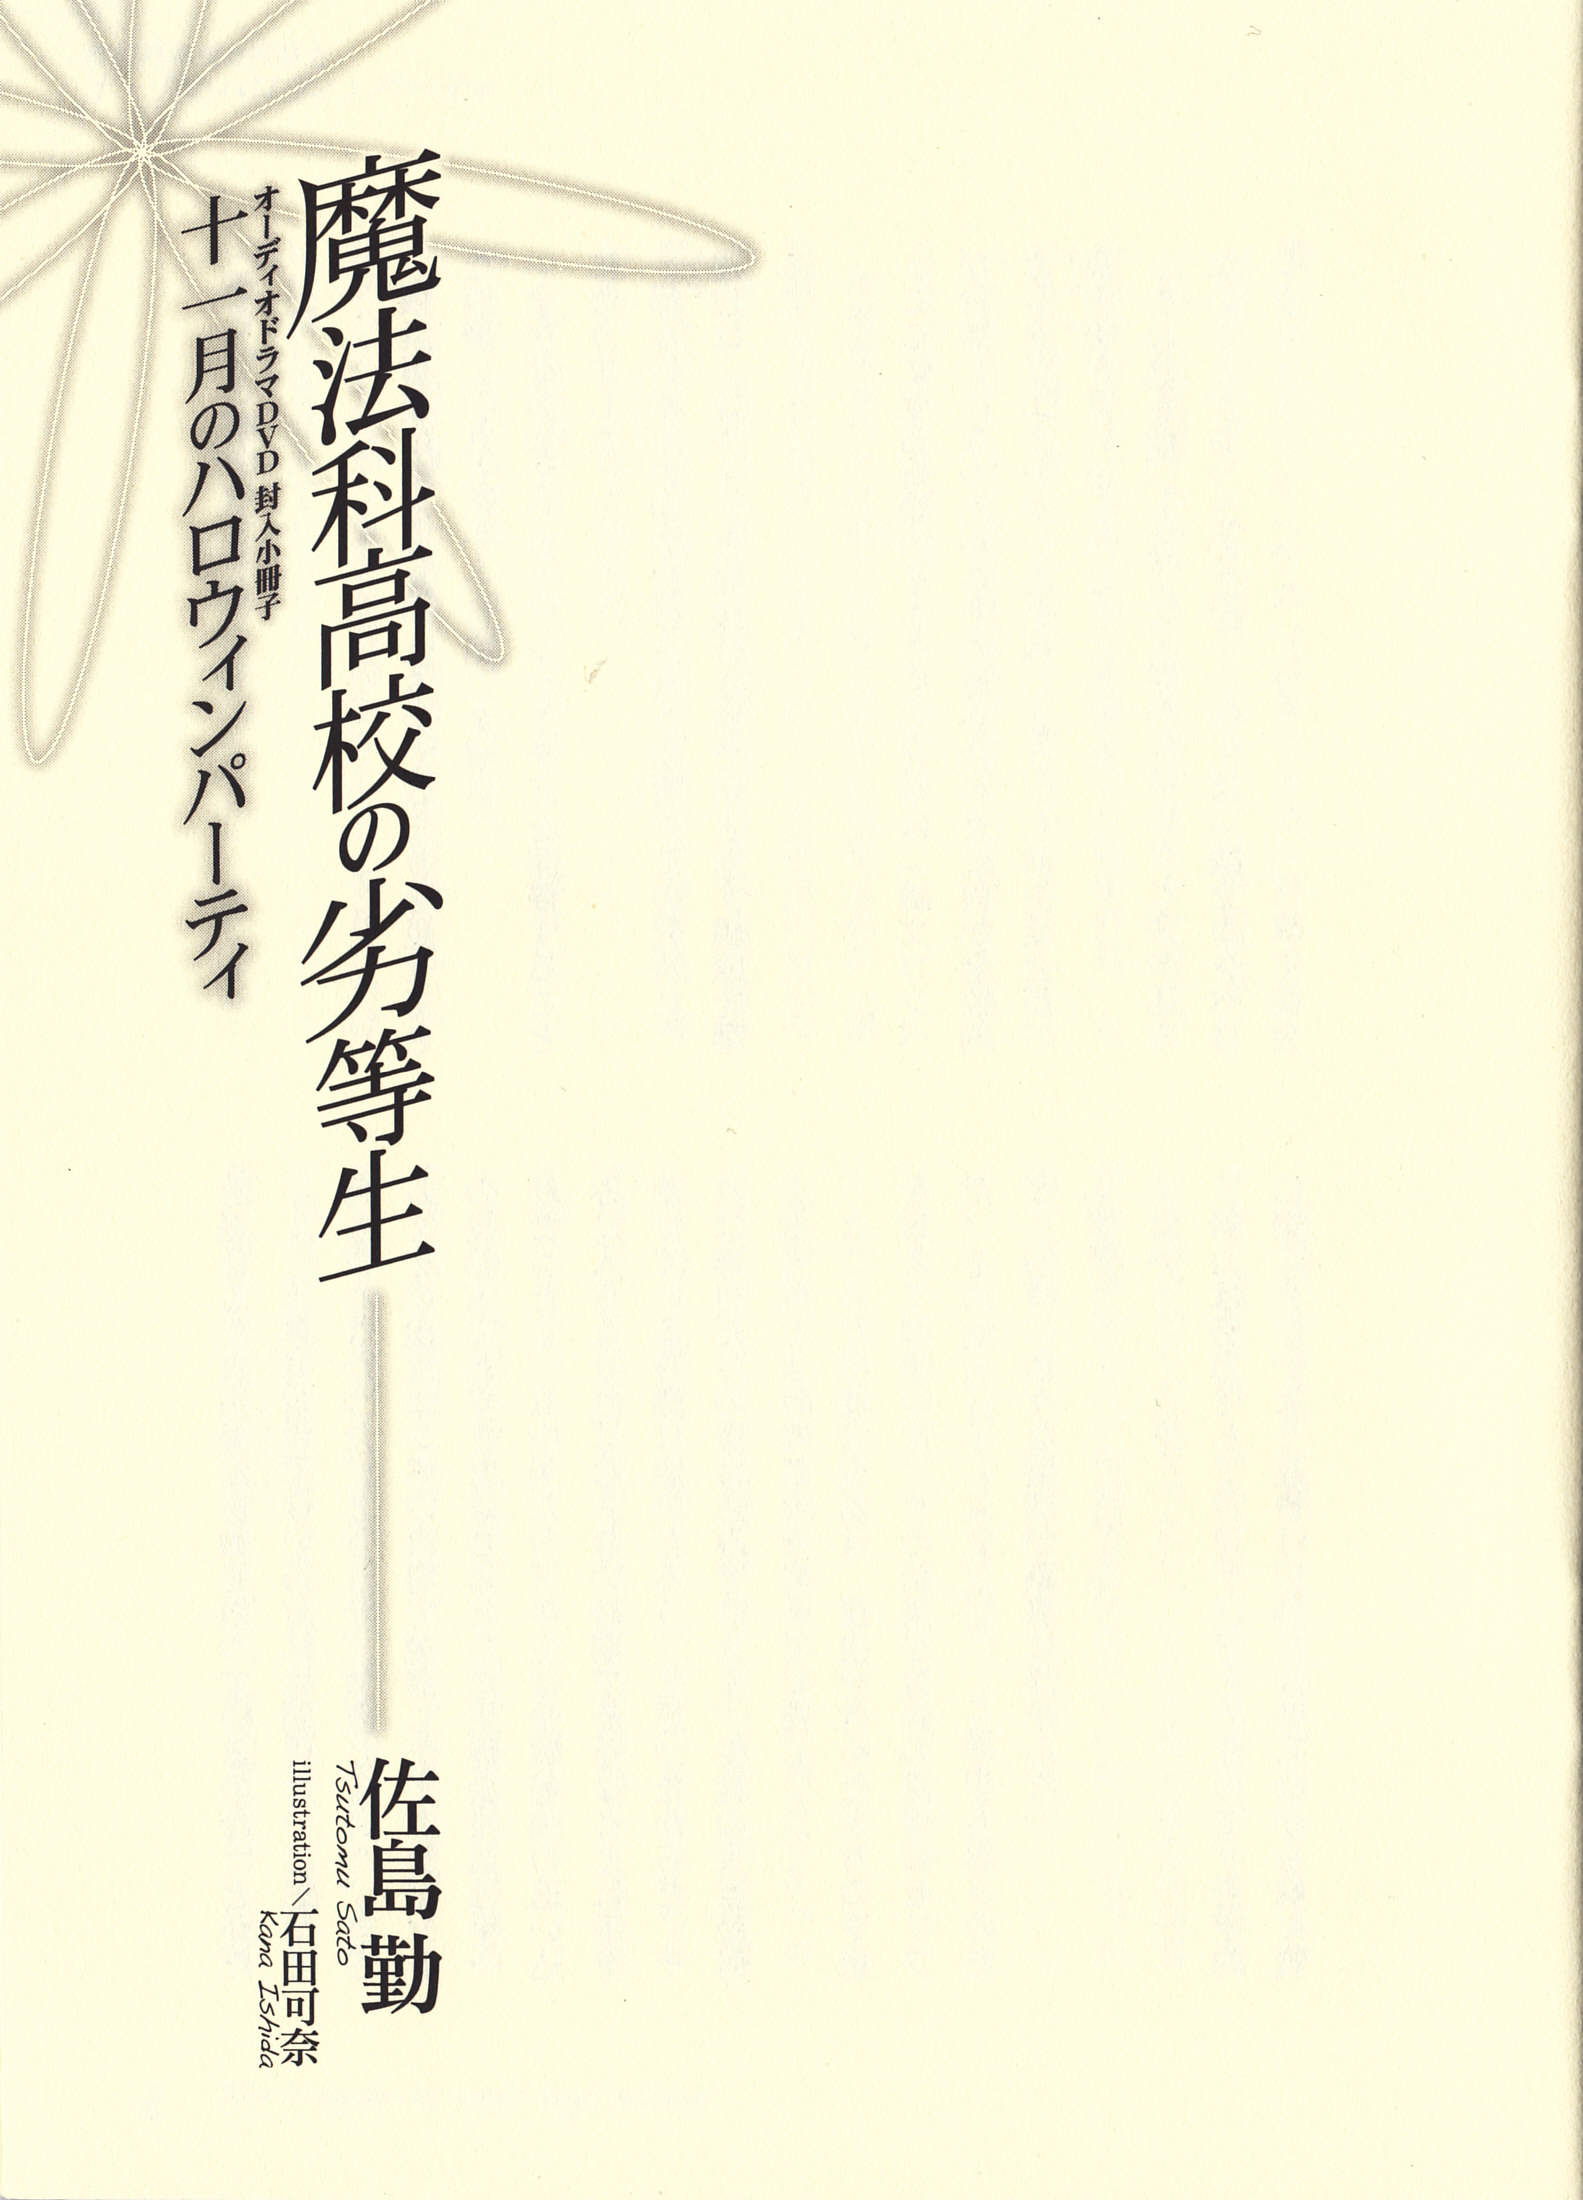 魔法科高校の劣等生
オーディオドラマDVD 封入小冊子
十一月のハロウィンパーティ
佐島 勤
Tsutomu Sato
illustration／石田可奈
Kana Ishida